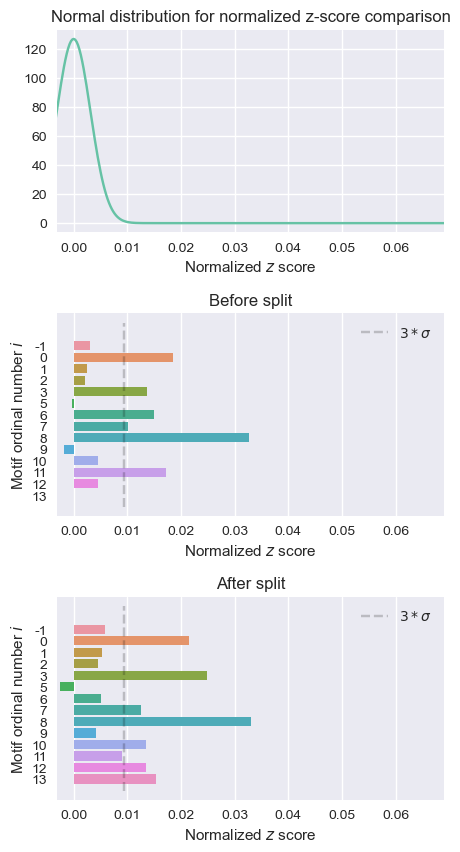 Normal distribution for normalized z-score comparison
120
100
80
60
40
20
0
0.00 0.01 0.02 0.03 0.04 0.05 0.06
Normalized z score
Before split
3 * σ
Motif ordinal number i
-1
0
1
2
3
5
6
7
8
9
10
11
12
13
0.00 0.01 0.02 0.03 0.04 0.05 0.06
Normalized z score
After split
3 * σ
Motif ordinal number i
-1
0
1
2
3
5
6
7
8
9
10
11
12
13
0.00 0.01 0.02 0.03 0.04 0.05 0.06
Normalized z score